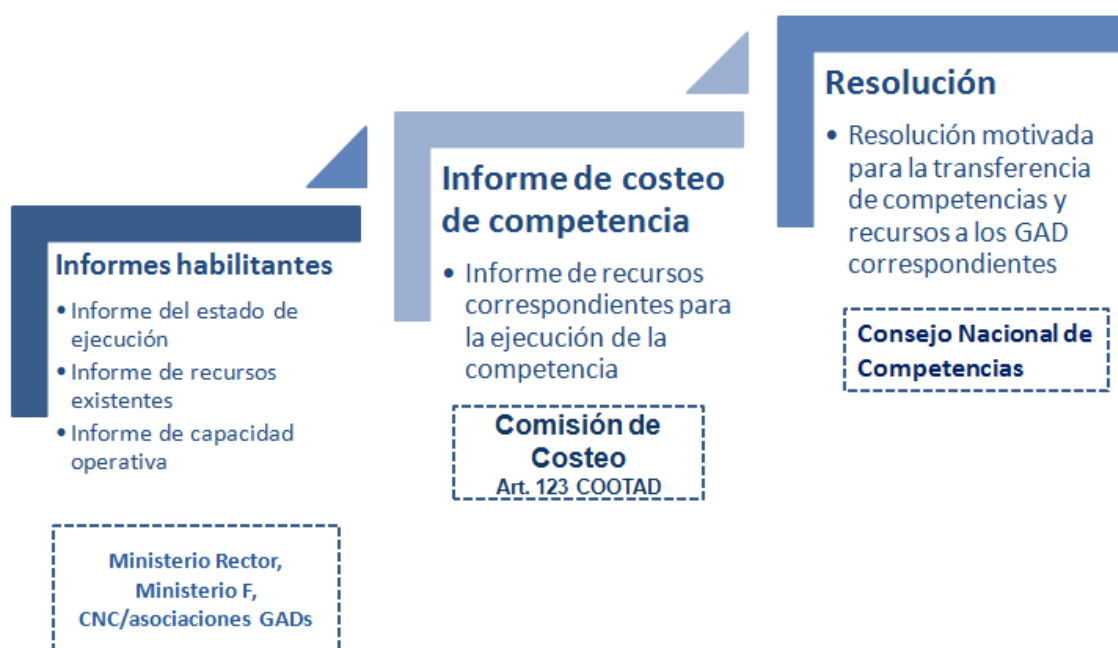 Informes habilitantes
• Informe del estado de
ejecución
• Informe de recursos
existentes
• Informe de capacidad
operativa
Ministerio Rector,
Ministerio F,
CNC/asociaciones GADs
Informe de costeo
de competencia
• Informe de recursos
correspondientes para
la ejecución de la
competencia
Comisión de
Costeo
Art. 123 COOTAD
Resolución
• Resolución motivada
para la transferencia
de competencias y
recursos a los GAD
correspondientes
Consejo Nacional de
Competencias